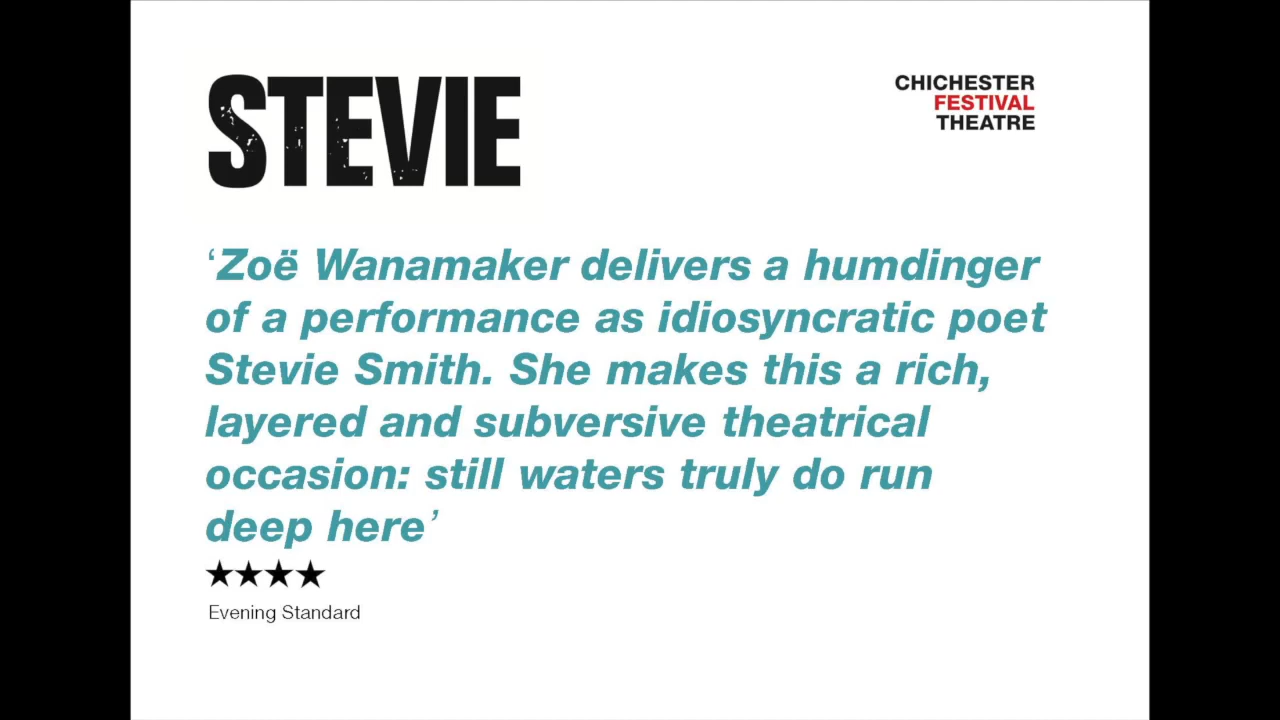 STEVIE
CHICHESTER
FESTIVAL
THEATRE
‘Zoë Wanamaker delivers a humdinger
of a performance as idiosyncratic poet
Stevie Smith. She makes this a rich,
layered and subversive theatrical
occasion: still waters truly do run
deep here’
★★★★
Evening Standard